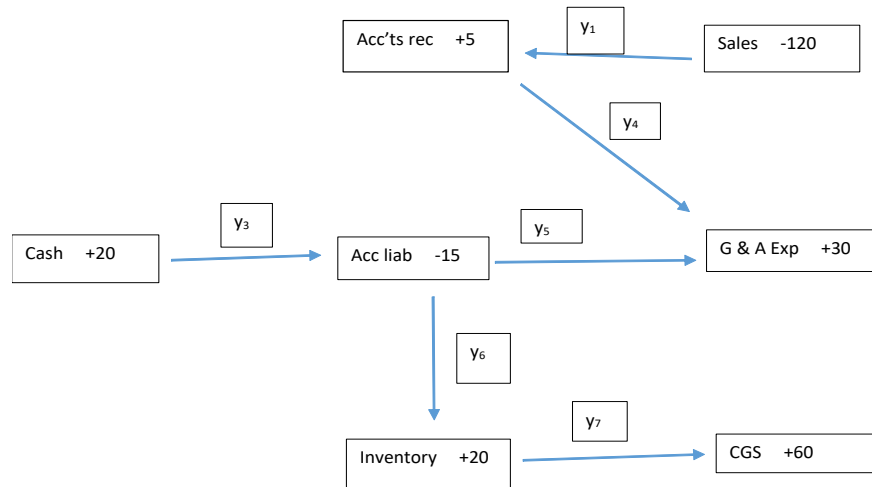 y₁
Acc’ts rec +5
Sales -120
y₄
y₃
y₅
Cash +20
Acc liab -15
G & A Exp +30
y₆
y₇
Inventory +20
CGS +60